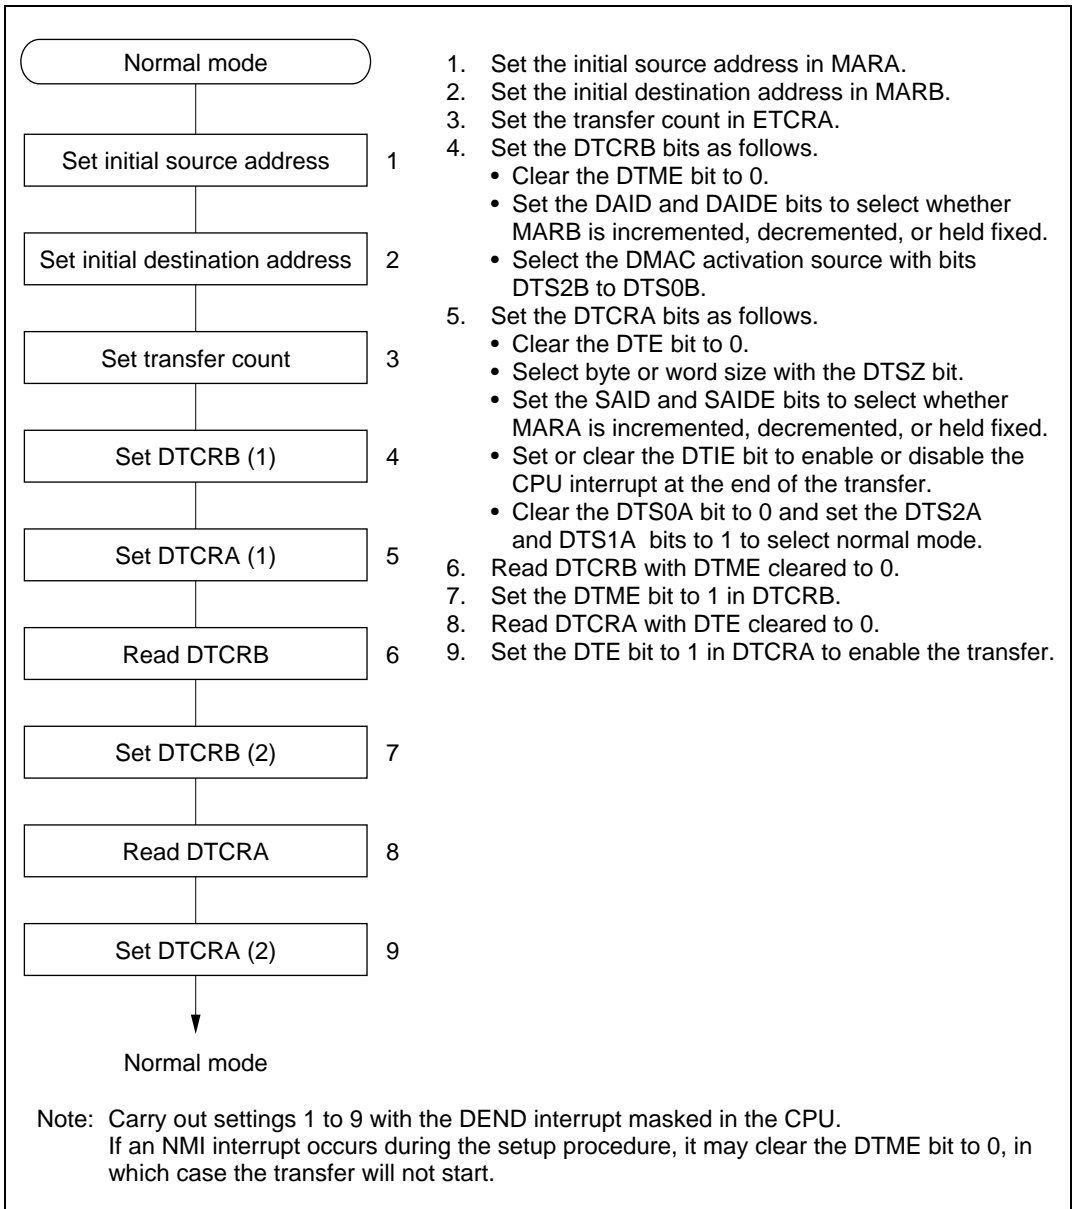 Normal mode
Set initial source address 1
Set initial destination address 2
Set transfer count 3
Set DTCRB (1) 4
Set DTCRA (1) 5
Read DTCRB 6
Set DTCRB (2) 7
Read DTCRA 8
Set DTCRA (2) 9
Normal mode
1. Set the initial source address in MARA.
2. Set the initial destination address in MARB.
3. Set the transfer count in ETCRA.
4. Set the DTCRB bits as follows.
• Clear the DTME bit to 0.
• Set the DAID and DAIDE bits to select whether
MARB is incremented, decremented, or held fixed.
• Select the DMAC activation source with bits
DTS2B to DTS0B.
5. Set the DTCRA bits as follows.
• Clear the DTE bit to 0.
• Select byte or word size with the DTSZ bit.
• Set the SAID and SAIDE bits to select whether
MARA is incremented, decremented, or held fixed.
• Set or clear the DTIE bit to enable or disable the
CPU interrupt at the end of the transfer.
• Clear the DTS0A bit to 0 and set the DTS2A
and DTS1A bits to 1 to select normal mode.
6. Read DTCRB with DTME cleared to 0.
7. Set the DTME bit to 1 in DTCRB.
8. Read DTCRA with DTE cleared to 0.
9. Set the DTE bit to 1 in DTCRA to enable the transfer.
Note: Carry out settings 1 to 9 with the DEND interrupt masked in the CPU.
If an NMI interrupt occurs during the setup procedure, it may clear the DTME bit to 0, in
which case the transfer will not start.